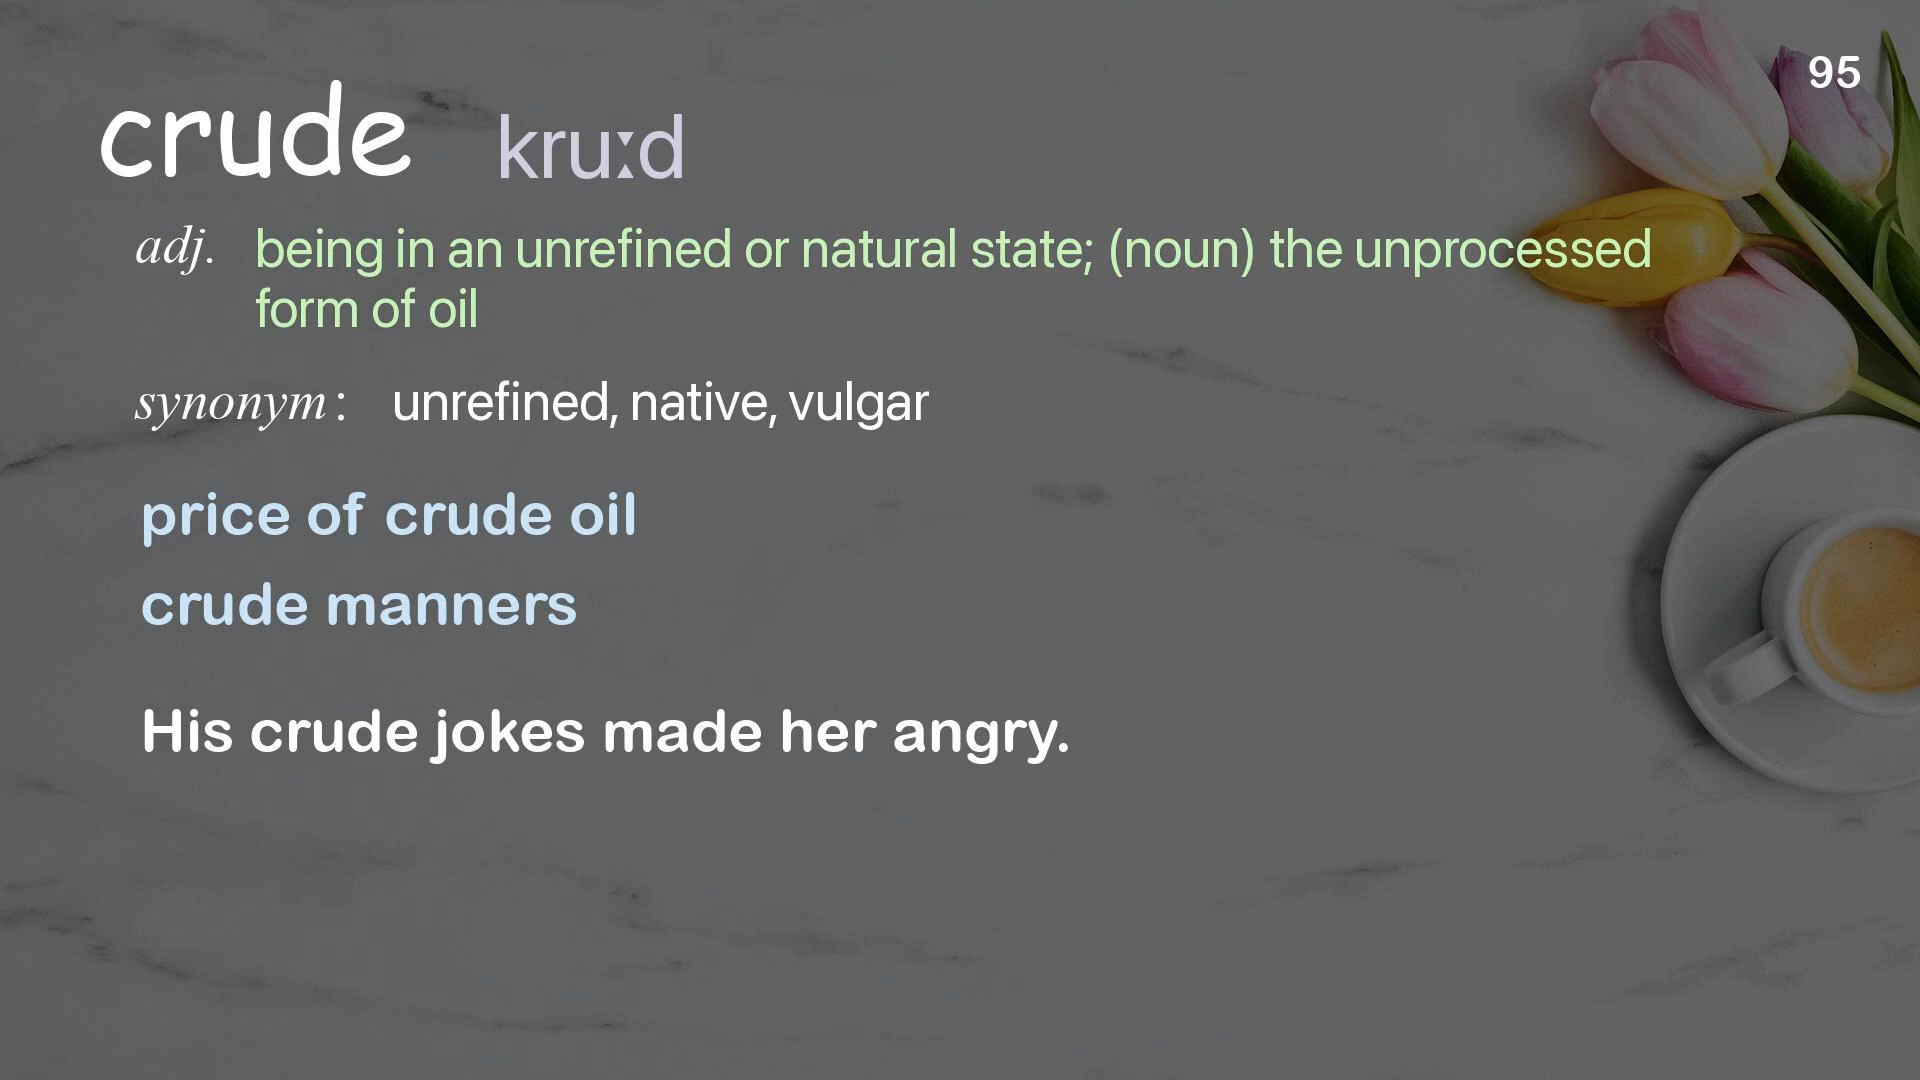 95
crude kruːd
adj. being in an unrefined or natural state; (noun) the unprocessed
form of oil
synonym: unrefined, native, vulgar
price of crude oil
crude manners
His crude jokes made her angry.